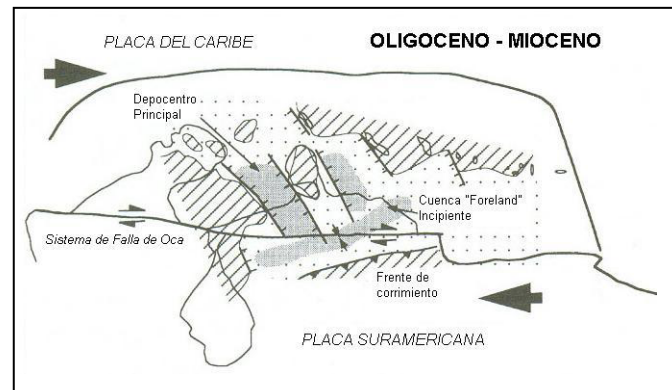 PLACA DEL CARIBE
OLIGOCENO - MIOCENO
Depocentro
Principal
Cuenca "Foreland"
Incipiente
Sistema de Falla de Oca
Frente de
corrimiento
PLACA SURAMERICANA